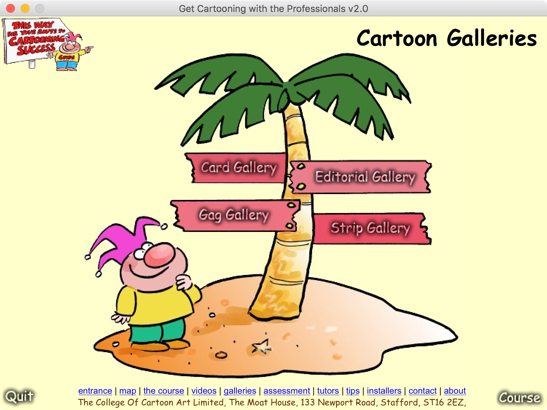 Get Cartooning with the Professionals v2.0
THIS WAY
FOR YOUR ROUTE TO
CARTOONING
SUCCESS
GUIDE
Cartoon Galleries
Card Gallery
Editorial Gallery
Gag Gallery
Strip Gallery
Quit
entrance | map | the course | videos | galleries | assessment | tutors | tips | installers | contact | about
The College Of Cartoon Art Limited, The Moat House, 133 Newport Road, Stafford, ST16 2EZ,
Course